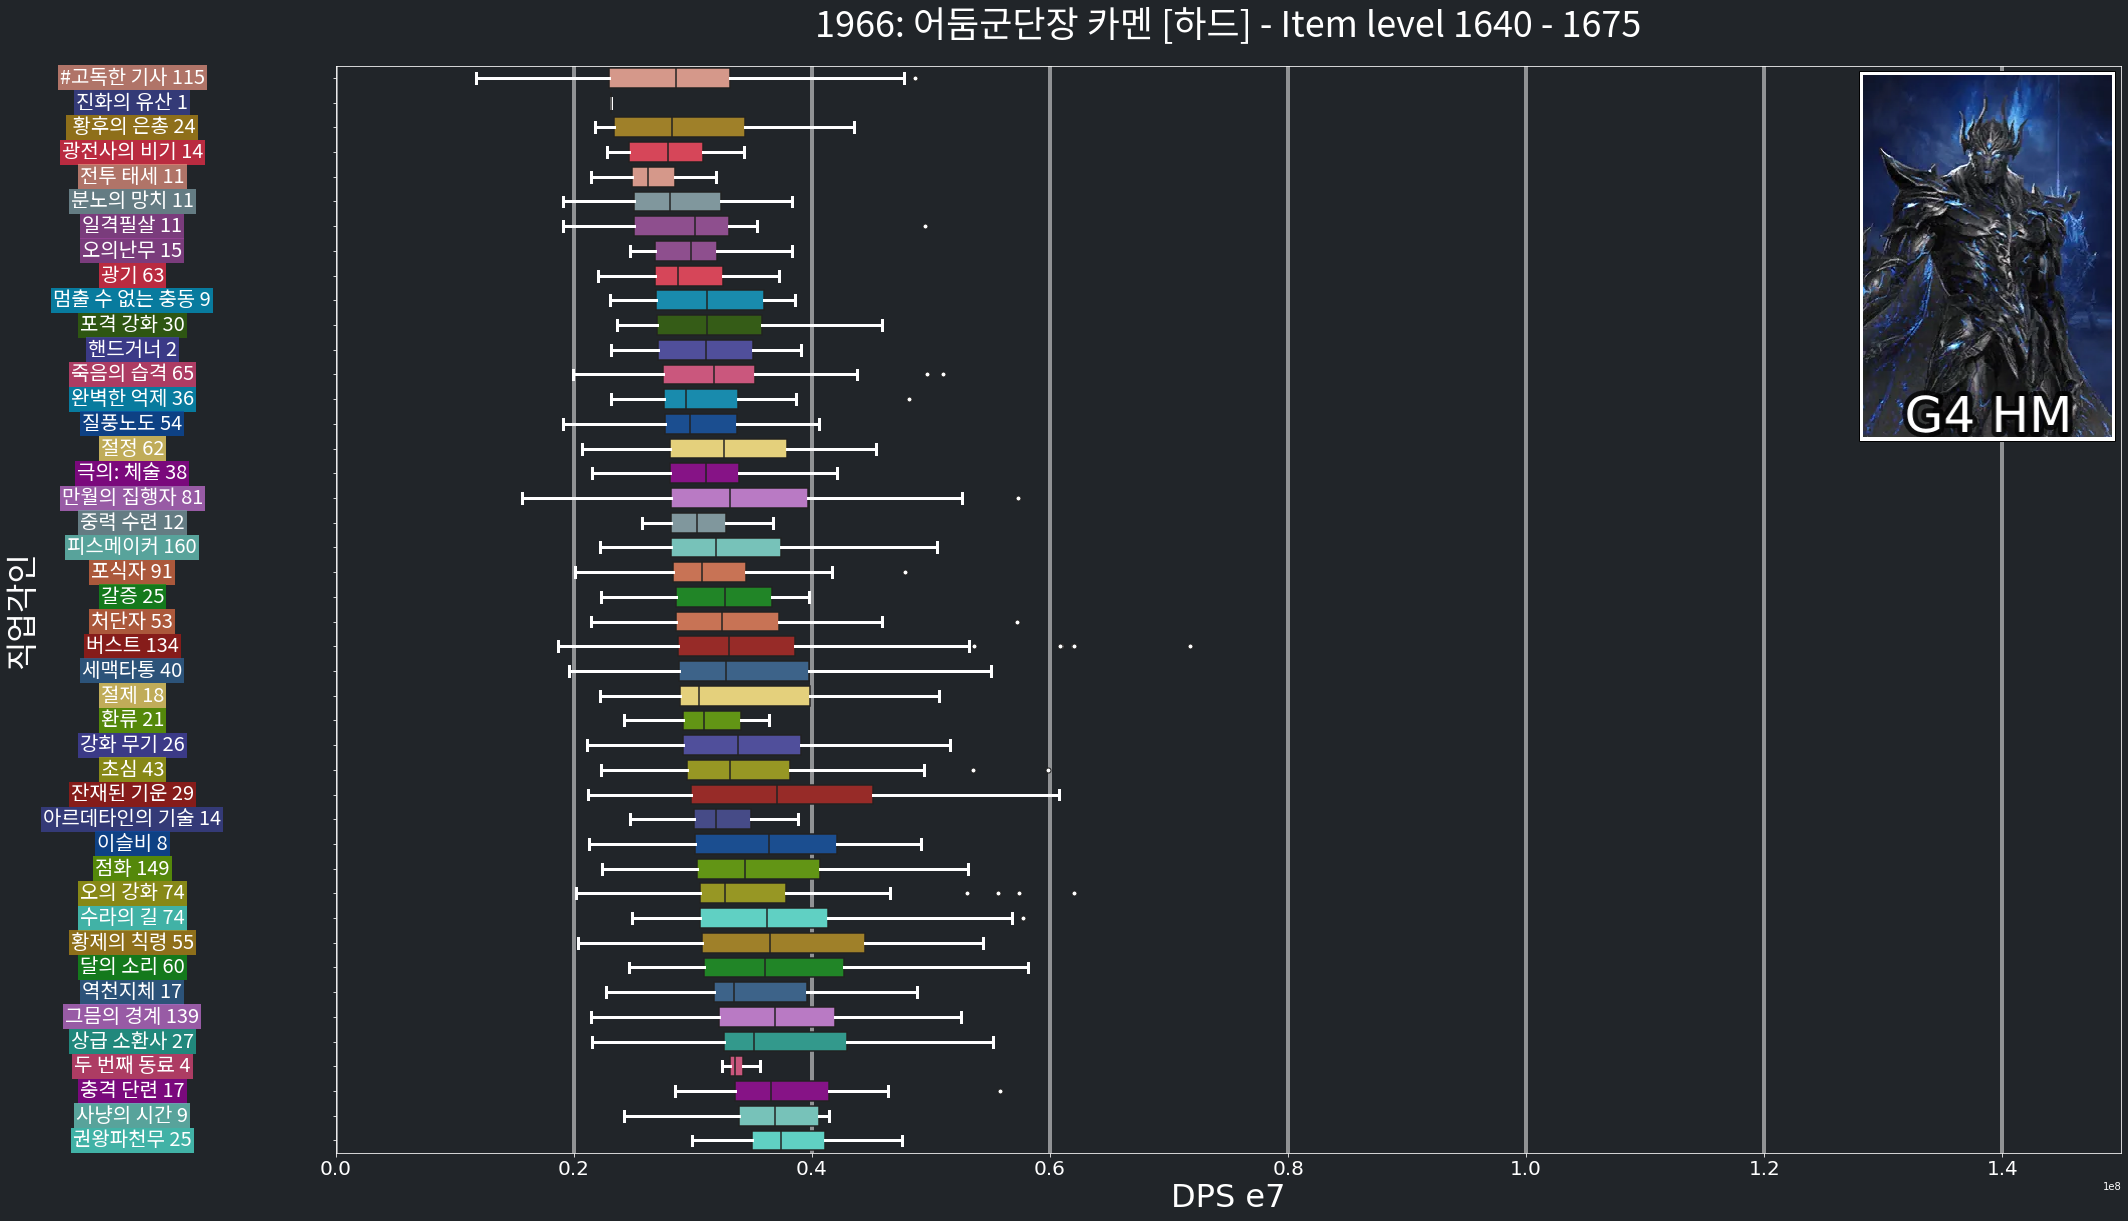 1966: 어둠군단장 카멘 [하드] - Item level 1640 - 1675
#고독한 기사 115
진화의 유산 1
황후의 은총 24
광전사의 비기 14
전투 태세 11
분노의 망치 11
일격필살 11
오의난무 15
광기 63
멈출 수 없는 충동 9
포격 강화 30
핸드거너 2
죽음의 습격 65
완벽한 억제 36
질풍노도 54
절정 62
극의: 체술 38
만월의 집행자 81
중력 수련 12
피스메이커 160
포식자 91
갈증 25
처단자 53
버스트 134
세맥타통 40
절제 18
환류 21
강화 무기 26
초심 43
잔재된 기운 29
아르데타인의 기술 14
이슬비 8
점화 149
오의 강화 74
수라의 길 74
황제의 칙령 55
달의 소리 60
역천지체 17
그믐의 경계 139
상급 소환사 27
두 번째 동료 4
충격 단련 17
사냥의 시간 9
권왕파천무 25
직업각인
G4 HM
0.0 0.2 0.4 0.6 0.8 1.0 1.2 1.4
1e8
DPS e7